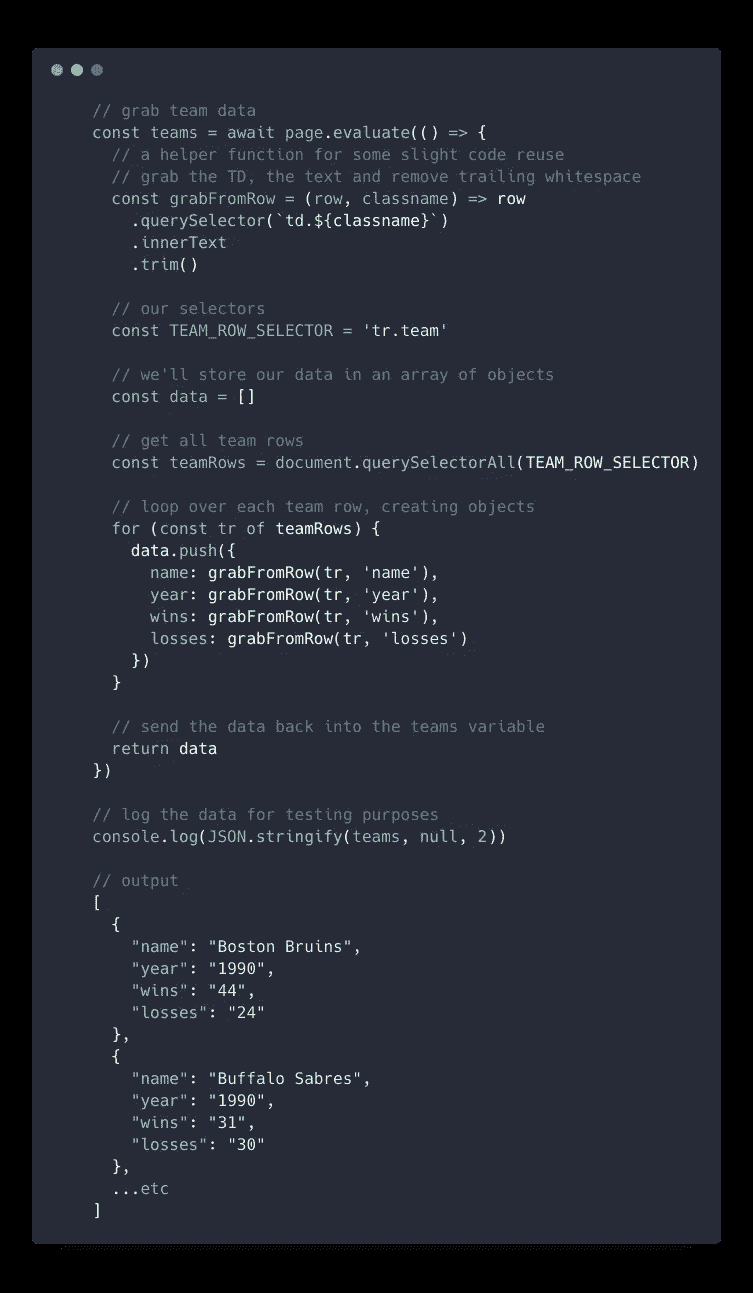 // grab team data
const teams = await page.evaluate(() => {
// a helper function for some slight code reuse
// grab the TD, the text and remove trailing whitespace
const grabFromRow = (row, classname) => row
.querySelector(`td.${classname}`)
.innerText
.trim()
// our selectors
const TEAM_ROW_SELECTOR = 'tr.team'
// we'll store our data in an array of objects
const data = []
// get all team rows
const teamRows = document.querySelectorAll(TEAM_ROW_SELECTOR)
// loop over each team row, creating objects
for (const tr of teamRows) {
data.push({
name: grabFromRow(tr, 'name'),
year: grabFromRow(tr, 'year'),
wins: grabFromRow(tr, 'wins'),
losses: grabFromRow(tr, 'losses')
})
}
// send the data back into the teams variable
return data
})
// log the data for testing purposes
console.log(JSON.stringify(teams, null, 2))
// output
[
{
"name": "Boston Bruins",
"year": "1990",
"wins": "44",
"losses": "24"
},
{
"name": "Buffalo Sabres",
"year": "1990",
"wins": "31",
"losses": "30"
},
...etc
]